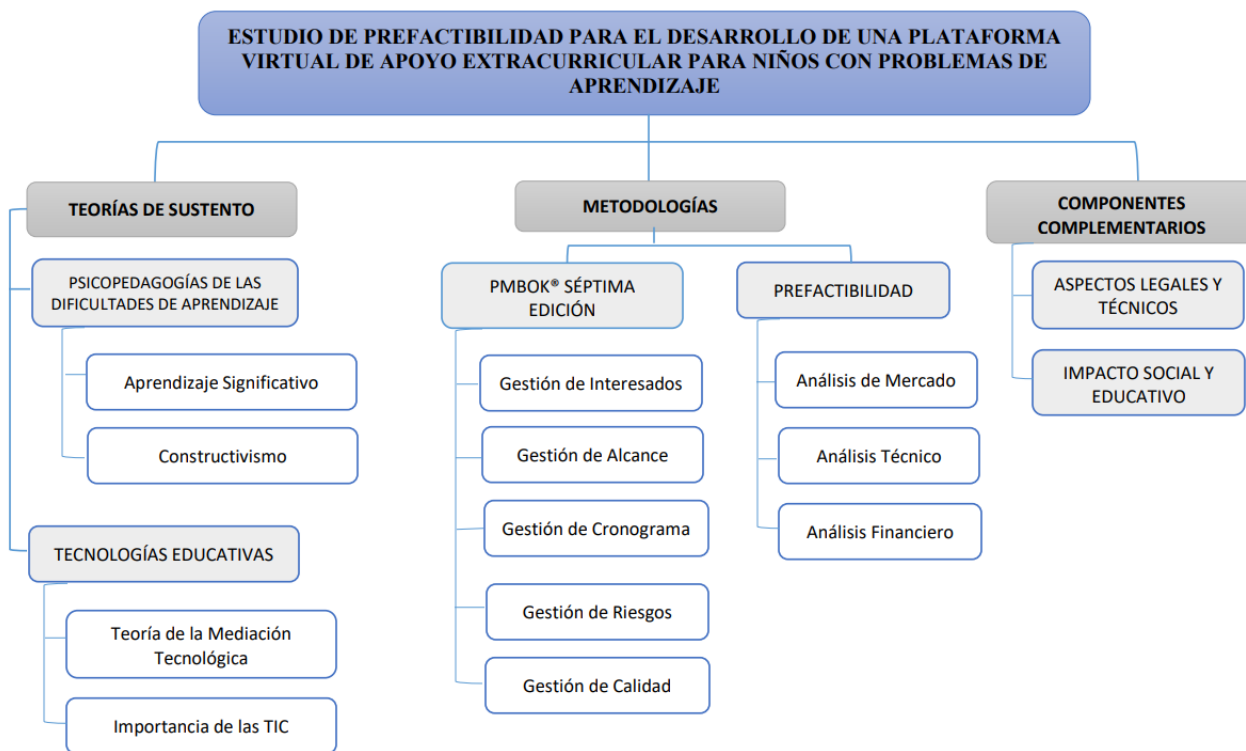 ESTUDIO DE PREFACTIBILIDAD PARA EL DESARROLLO DE UNA PLATAFORMA
VIRTUAL DE APOYO EXTRACURRICULAR PARA NIÑOS CON PROBLEMAS DE
APRENDIZAJE
TEORÍAS DE SUSTENTO
PSICOPEDAGOGÍAS DE LAS
DIFICULTADES DE APRENDIZAJE
Aprendizaje Significativo
Constructivismo
TECNOLOGÍAS EDUCATIVAS
Teoría de la Mediación
Tecnológica
Importancia de las TIC
METODOLOGÍAS
PMBOK® SÉPTIMA
EDICIÓN
Gestión de Interesados
Gestión de Alcance
Gestión de Cronograma
Gestión de Riesgos
Gestión de Calidad
PREFACTIBILIDAD
Análisis de Mercado
Análisis Técnico
Análisis Financiero
COMPONENTES
COMPLEMENTARIOS
ASPECTOS LEGALES Y
TÉCNICOS
IMPACTO SOCIAL Y
EDUCATIVO